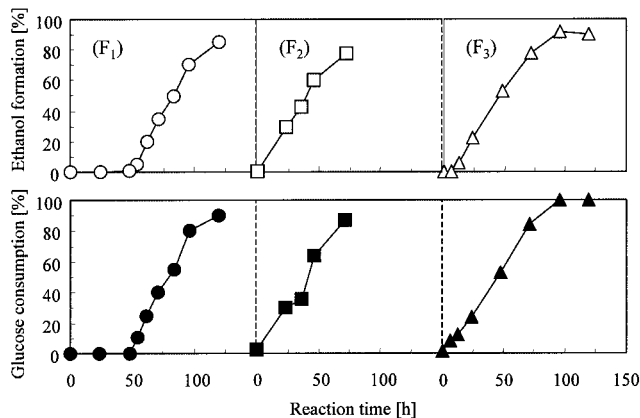 Ethanol formation [%]
100
80
60
40
20
0
(F1)
(F2)
(F3)
Glucose consumption [%]
100
80
60
40
20
0
0 50 100 0 50 100 0 50 100 150
Reaction time [h]